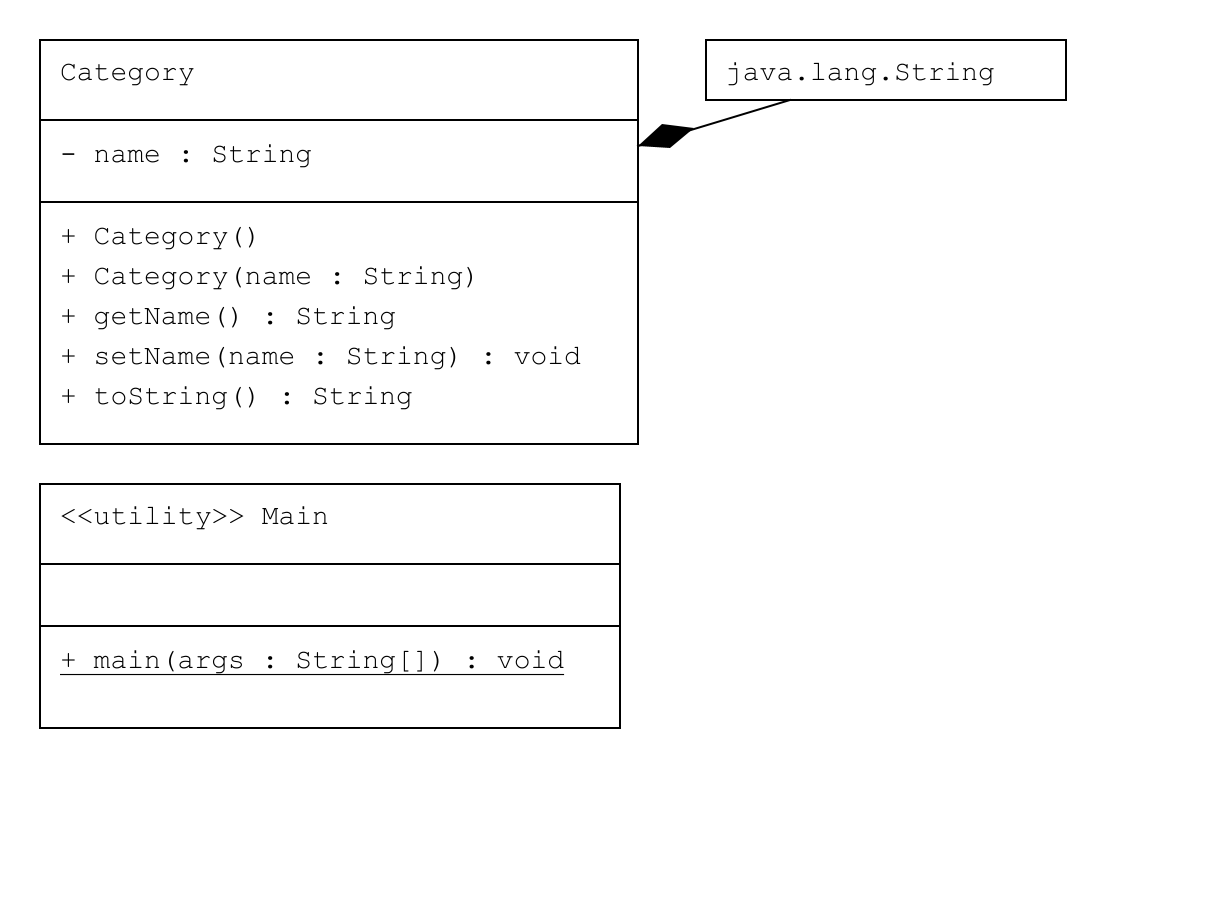 Category
- name : String
+ Category()
+ Category(name : String)
+ getName() : String
+ setName(name : String) : void
+ toString() : String
java.lang.String
<<utility>> Main
+ main(args : String[]) : void